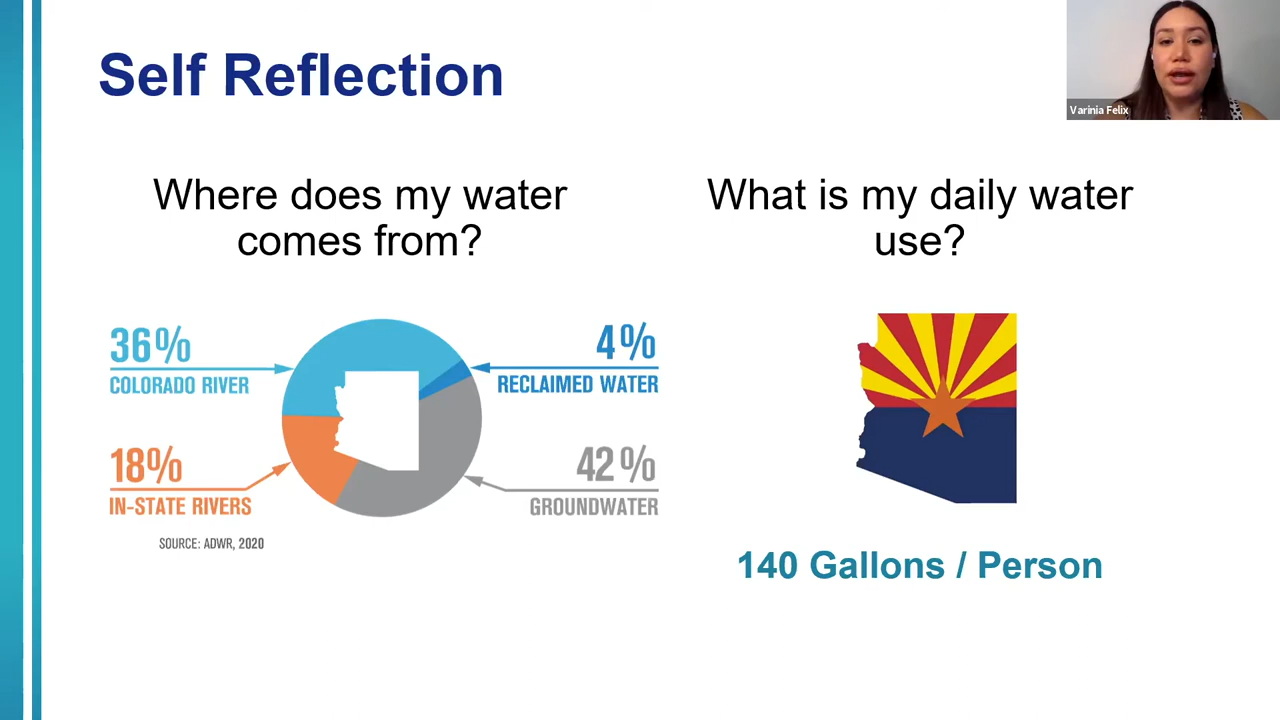 Self Reflection
Varinia Felix
Where does my water
comes from?
36%
COLORADO RIVER
4%
RECLAIMED WATER
18%
IN-STATE RIVERS
42%
GROUNDWATER
SOURCE: ADWR, 2020
What is my daily water
use?
140 Gallons / Person